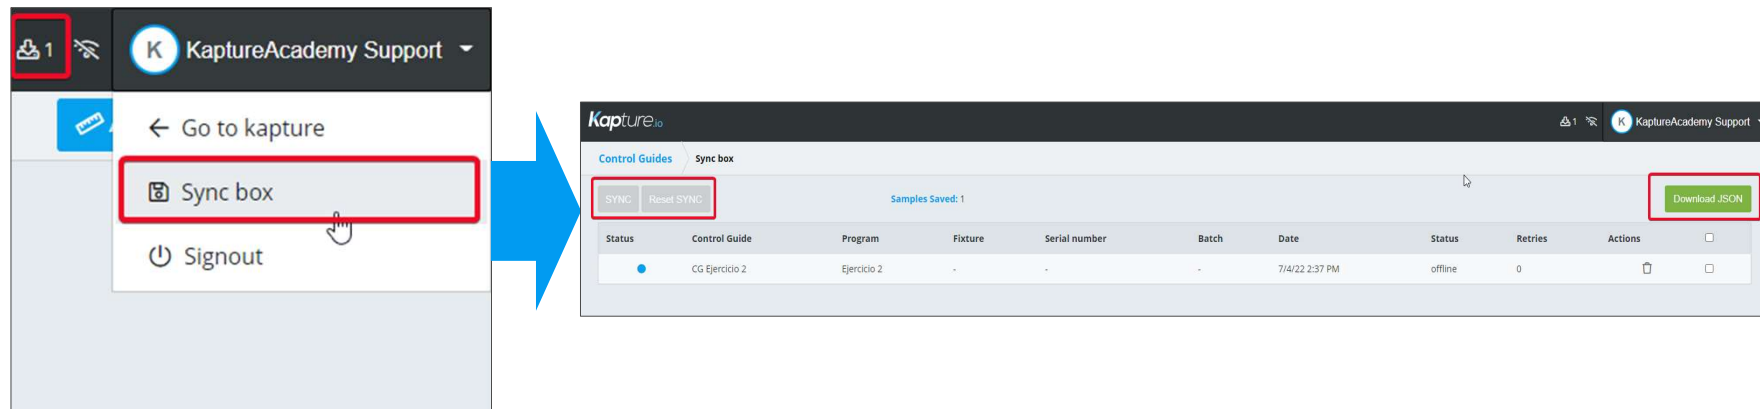 1
K KaptureAcademy Support
Go to kapture
Sync box
Signout
Kapture.io
1 K KaptureAcademy Support
Control Guides Sync box
SYNC Reset SYNC Samples Saved: 1 Download JSON
Status Control Guide Program Fixture Serial number Batch Date Status Retries Actions
CG Ejercicio 2 Ejercicio 2 - - - 7/4/22 2:37 PM offline 0